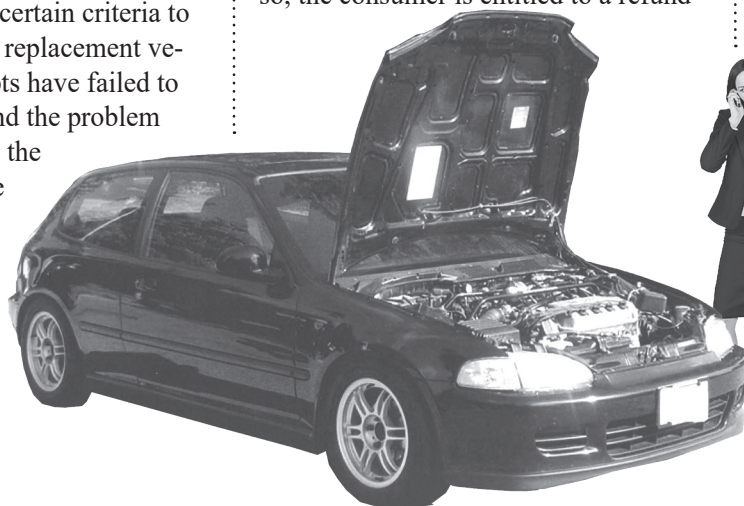 certain criteria to
replacement ve-
ts have failed to
nd the problem
the
e
so, the consumer is entitled to a refund